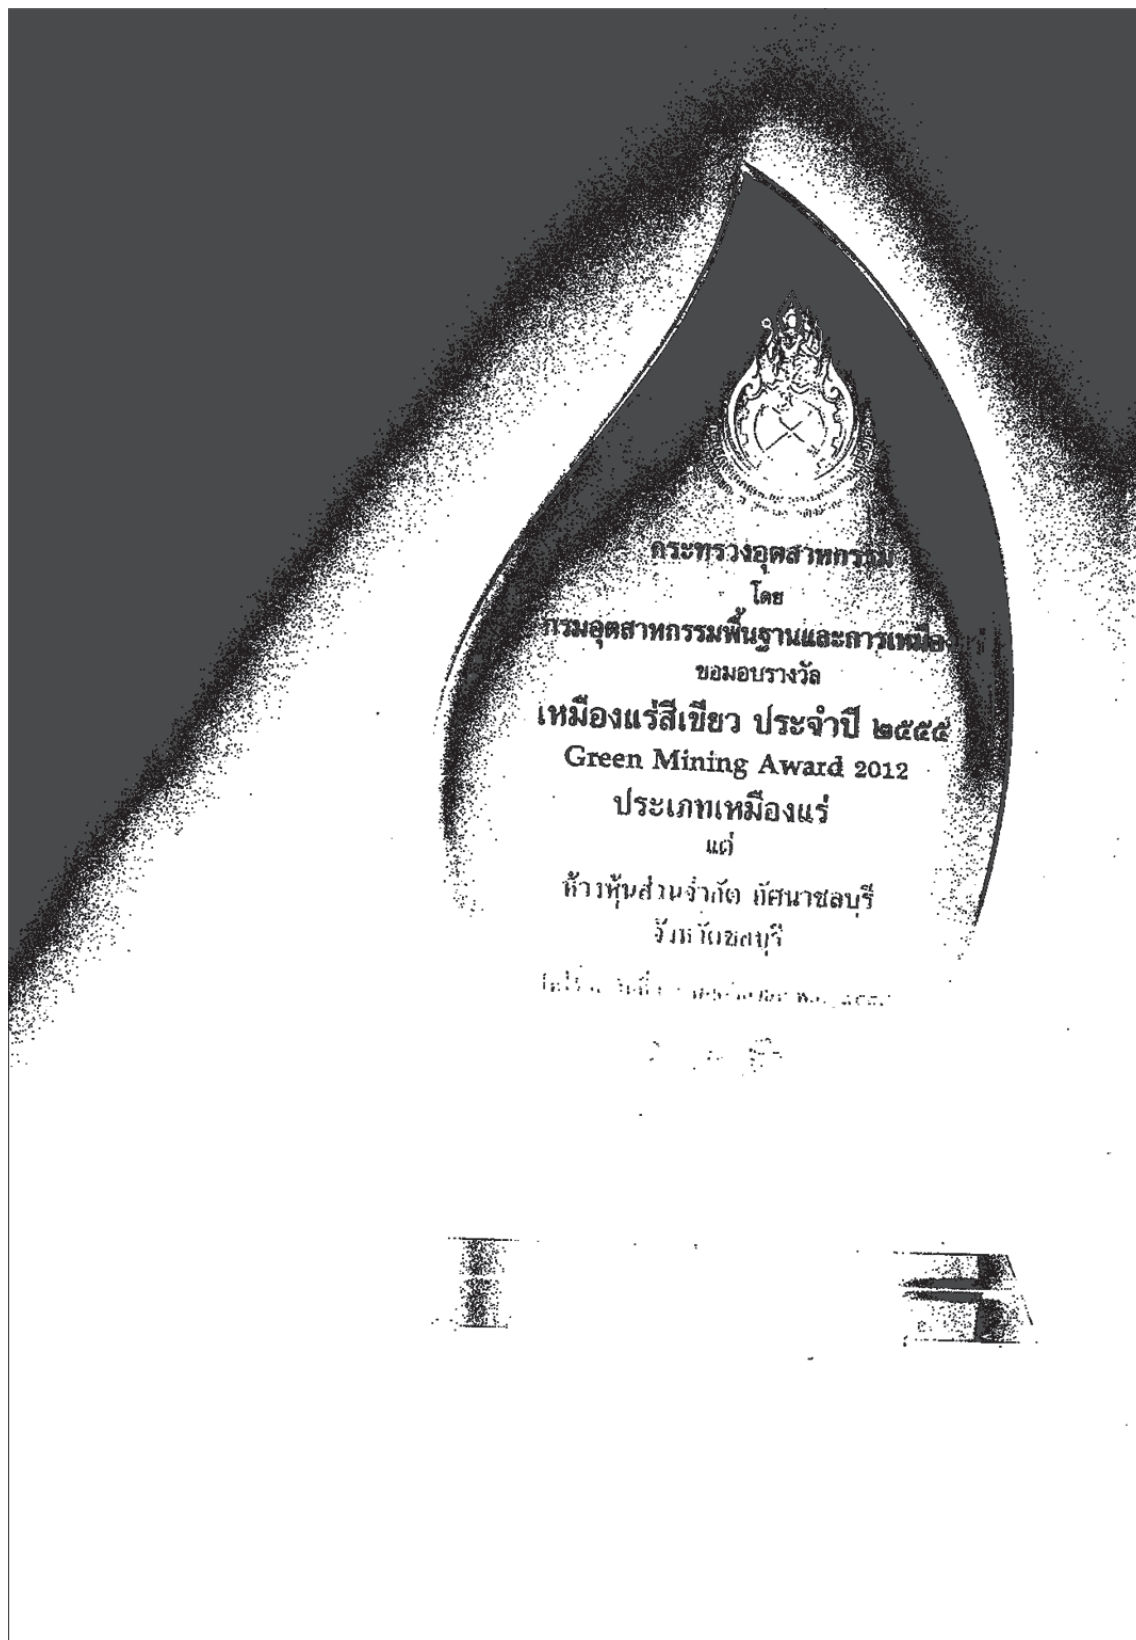 กระทรวงอุตสาหกรรม
โดย
กรมอุตสาหกรรมพื้นฐานและการเหมืองแร่
ขอมอบรางวัล
เหมืองแร่สีเขียว ประจำปี ๒๕๕๕
Green Mining Award 2012
ประเภทเหมืองแร่
แด่
ห้างหุ้นส่วนจำกัด ทัศนาชลบุรี
จังหวัดชลบุรี